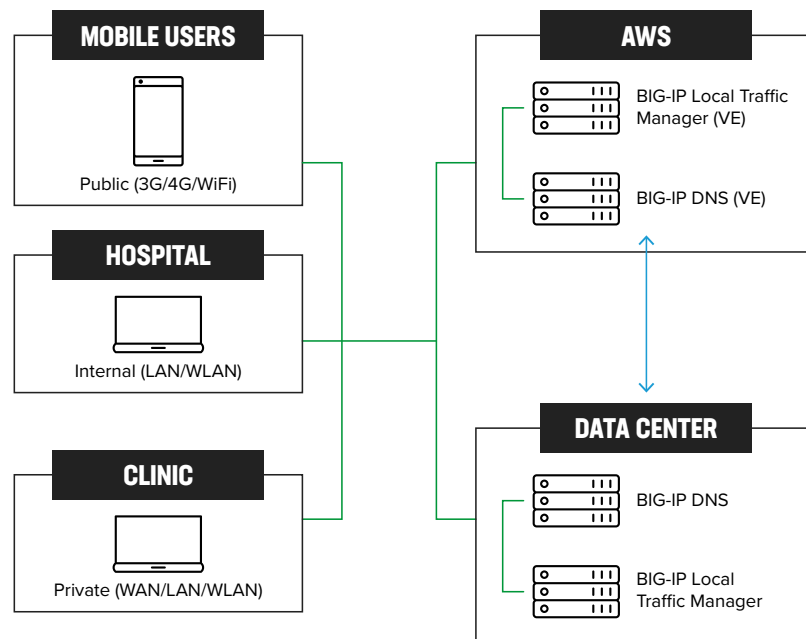 MOBILE USERS
Public (3G/4G/WiFi)
HOSPITAL
Internal (LAN/WLAN)
CLINIC
Private (WAN/LAN/WLAN)
AWS
BIG-IP Local Traffic
Manager (VE)
BIG-IP DNS (VE)
DATA CENTER
BIG-IP DNS
BIG-IP Local
Traffic Manager